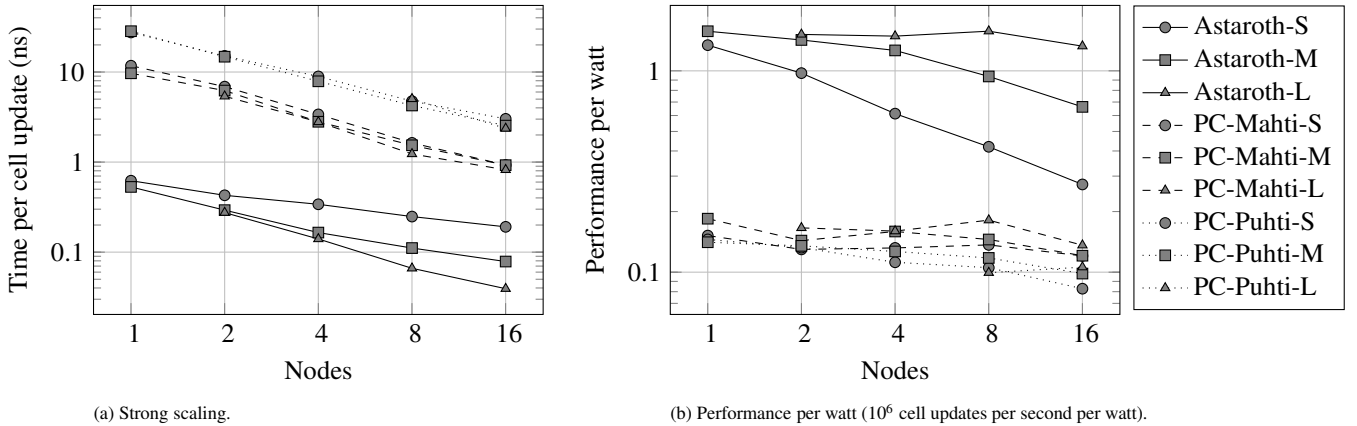 Time per cell update (ns)
10
1
0.1
1 2 4 8 16
Nodes
(a) Strong scaling.
Performance per watt
1
0.1
1 2 4 8 16
Nodes
(b) Performance per watt (10⁶ cell updates per second per watt).
Astaroth-S
Astaroth-M
Astaroth-L
PC-Mahti-S
PC-Mahti-M
PC-Mahti-L
PC-Puhti-S
PC-Puhti-M
PC-Puhti-L